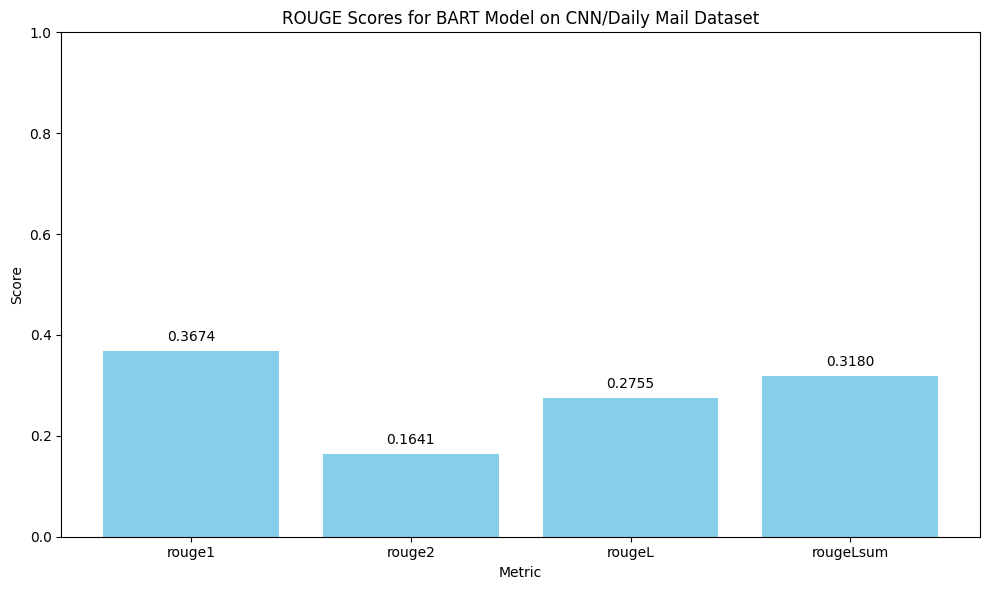 ROUGE Scores for BART Model on CNN/Daily Mail Dataset
1.0
0.8
0.6
0.4
0.2
0.0
Score
0.3674
0.1641
0.2755
0.3180
rouge1
rouge2
rougeL
rougeLsum
Metric